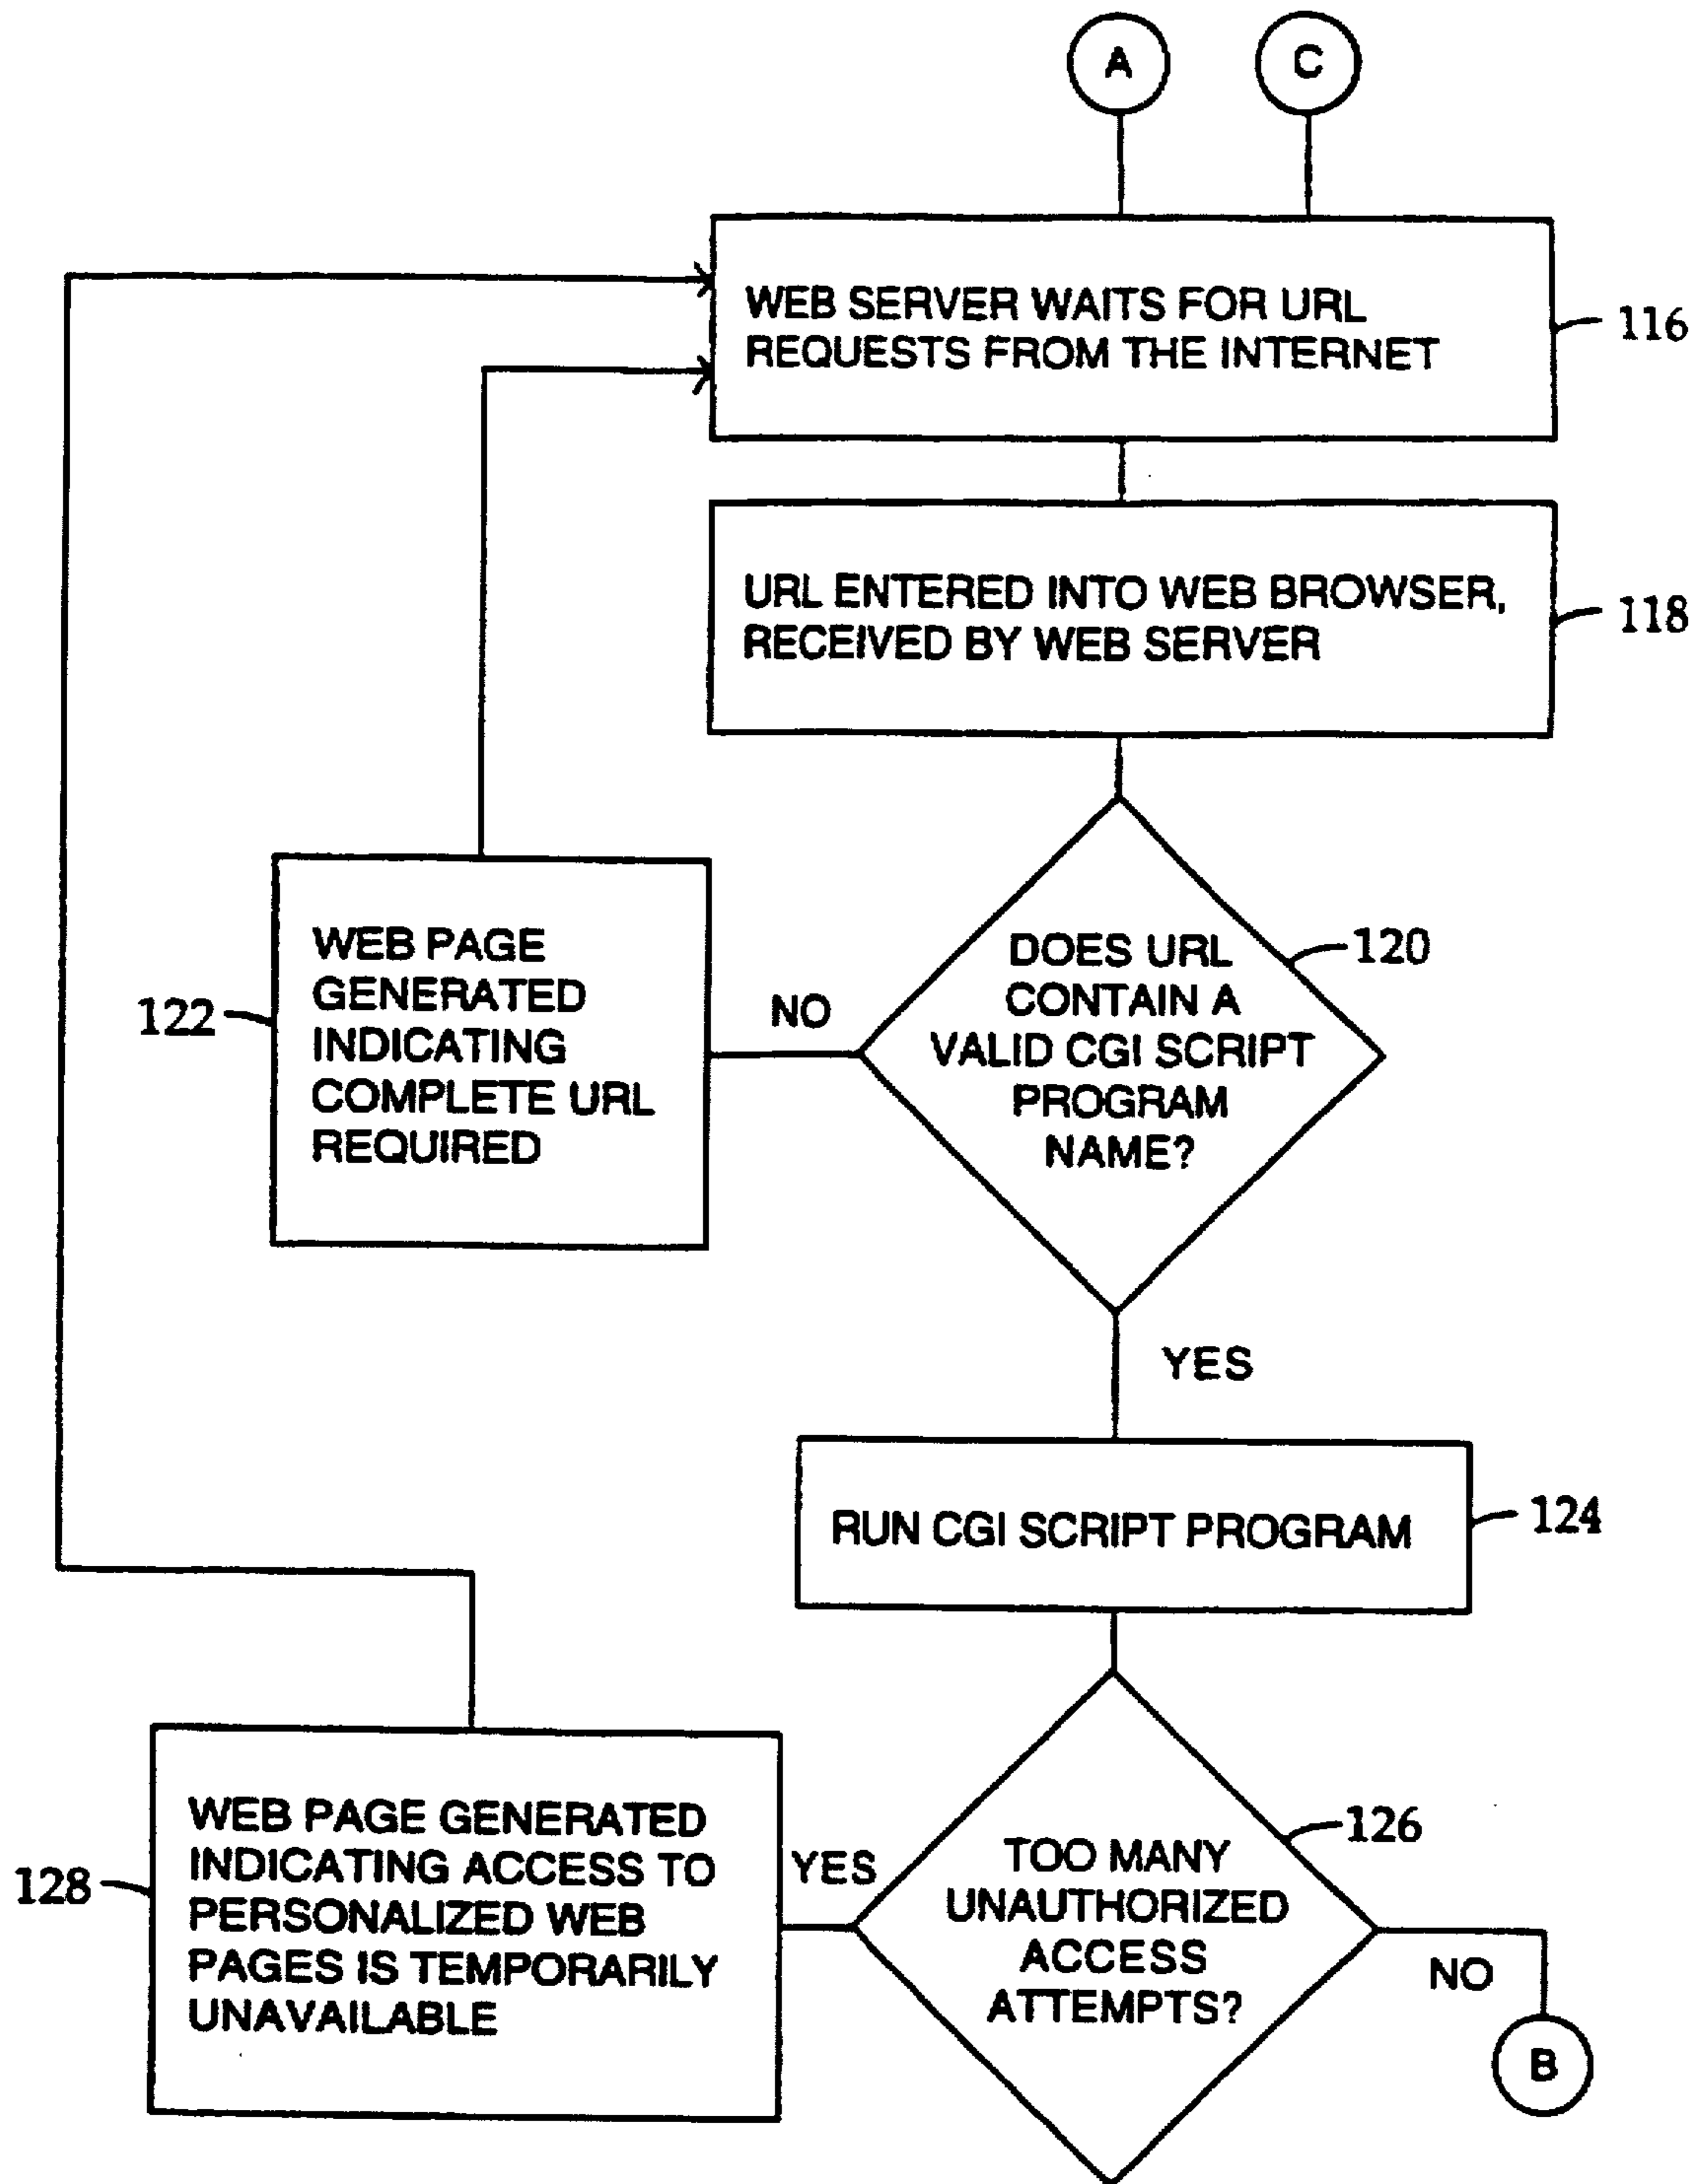 A
C
WEB SERVER WAITS FOR URL
REQUESTS FROM THE INTERNET
116
URL ENTERED INTO WEB BROWSER,
RECEIVED BY WEB SERVER
118
DOES URL
CONTAIN A
VALID CGI SCRIPT
PROGRAM
NAME?
120
NO
WEB PAGE
GENERATED
INDICATING
COMPLETE URL
REQUIRED
122
YES
RUN CGI SCRIPT PROGRAM
124
TOO MANY
UNAUTHORIZED
ACCESS
ATTEMPTS?
126
YES
WEB PAGE GENERATED
INDICATING ACCESS TO
PERSONALIZED WEB
PAGES IS TEMPORARILY
UNAVAILABLE
128
NO
B